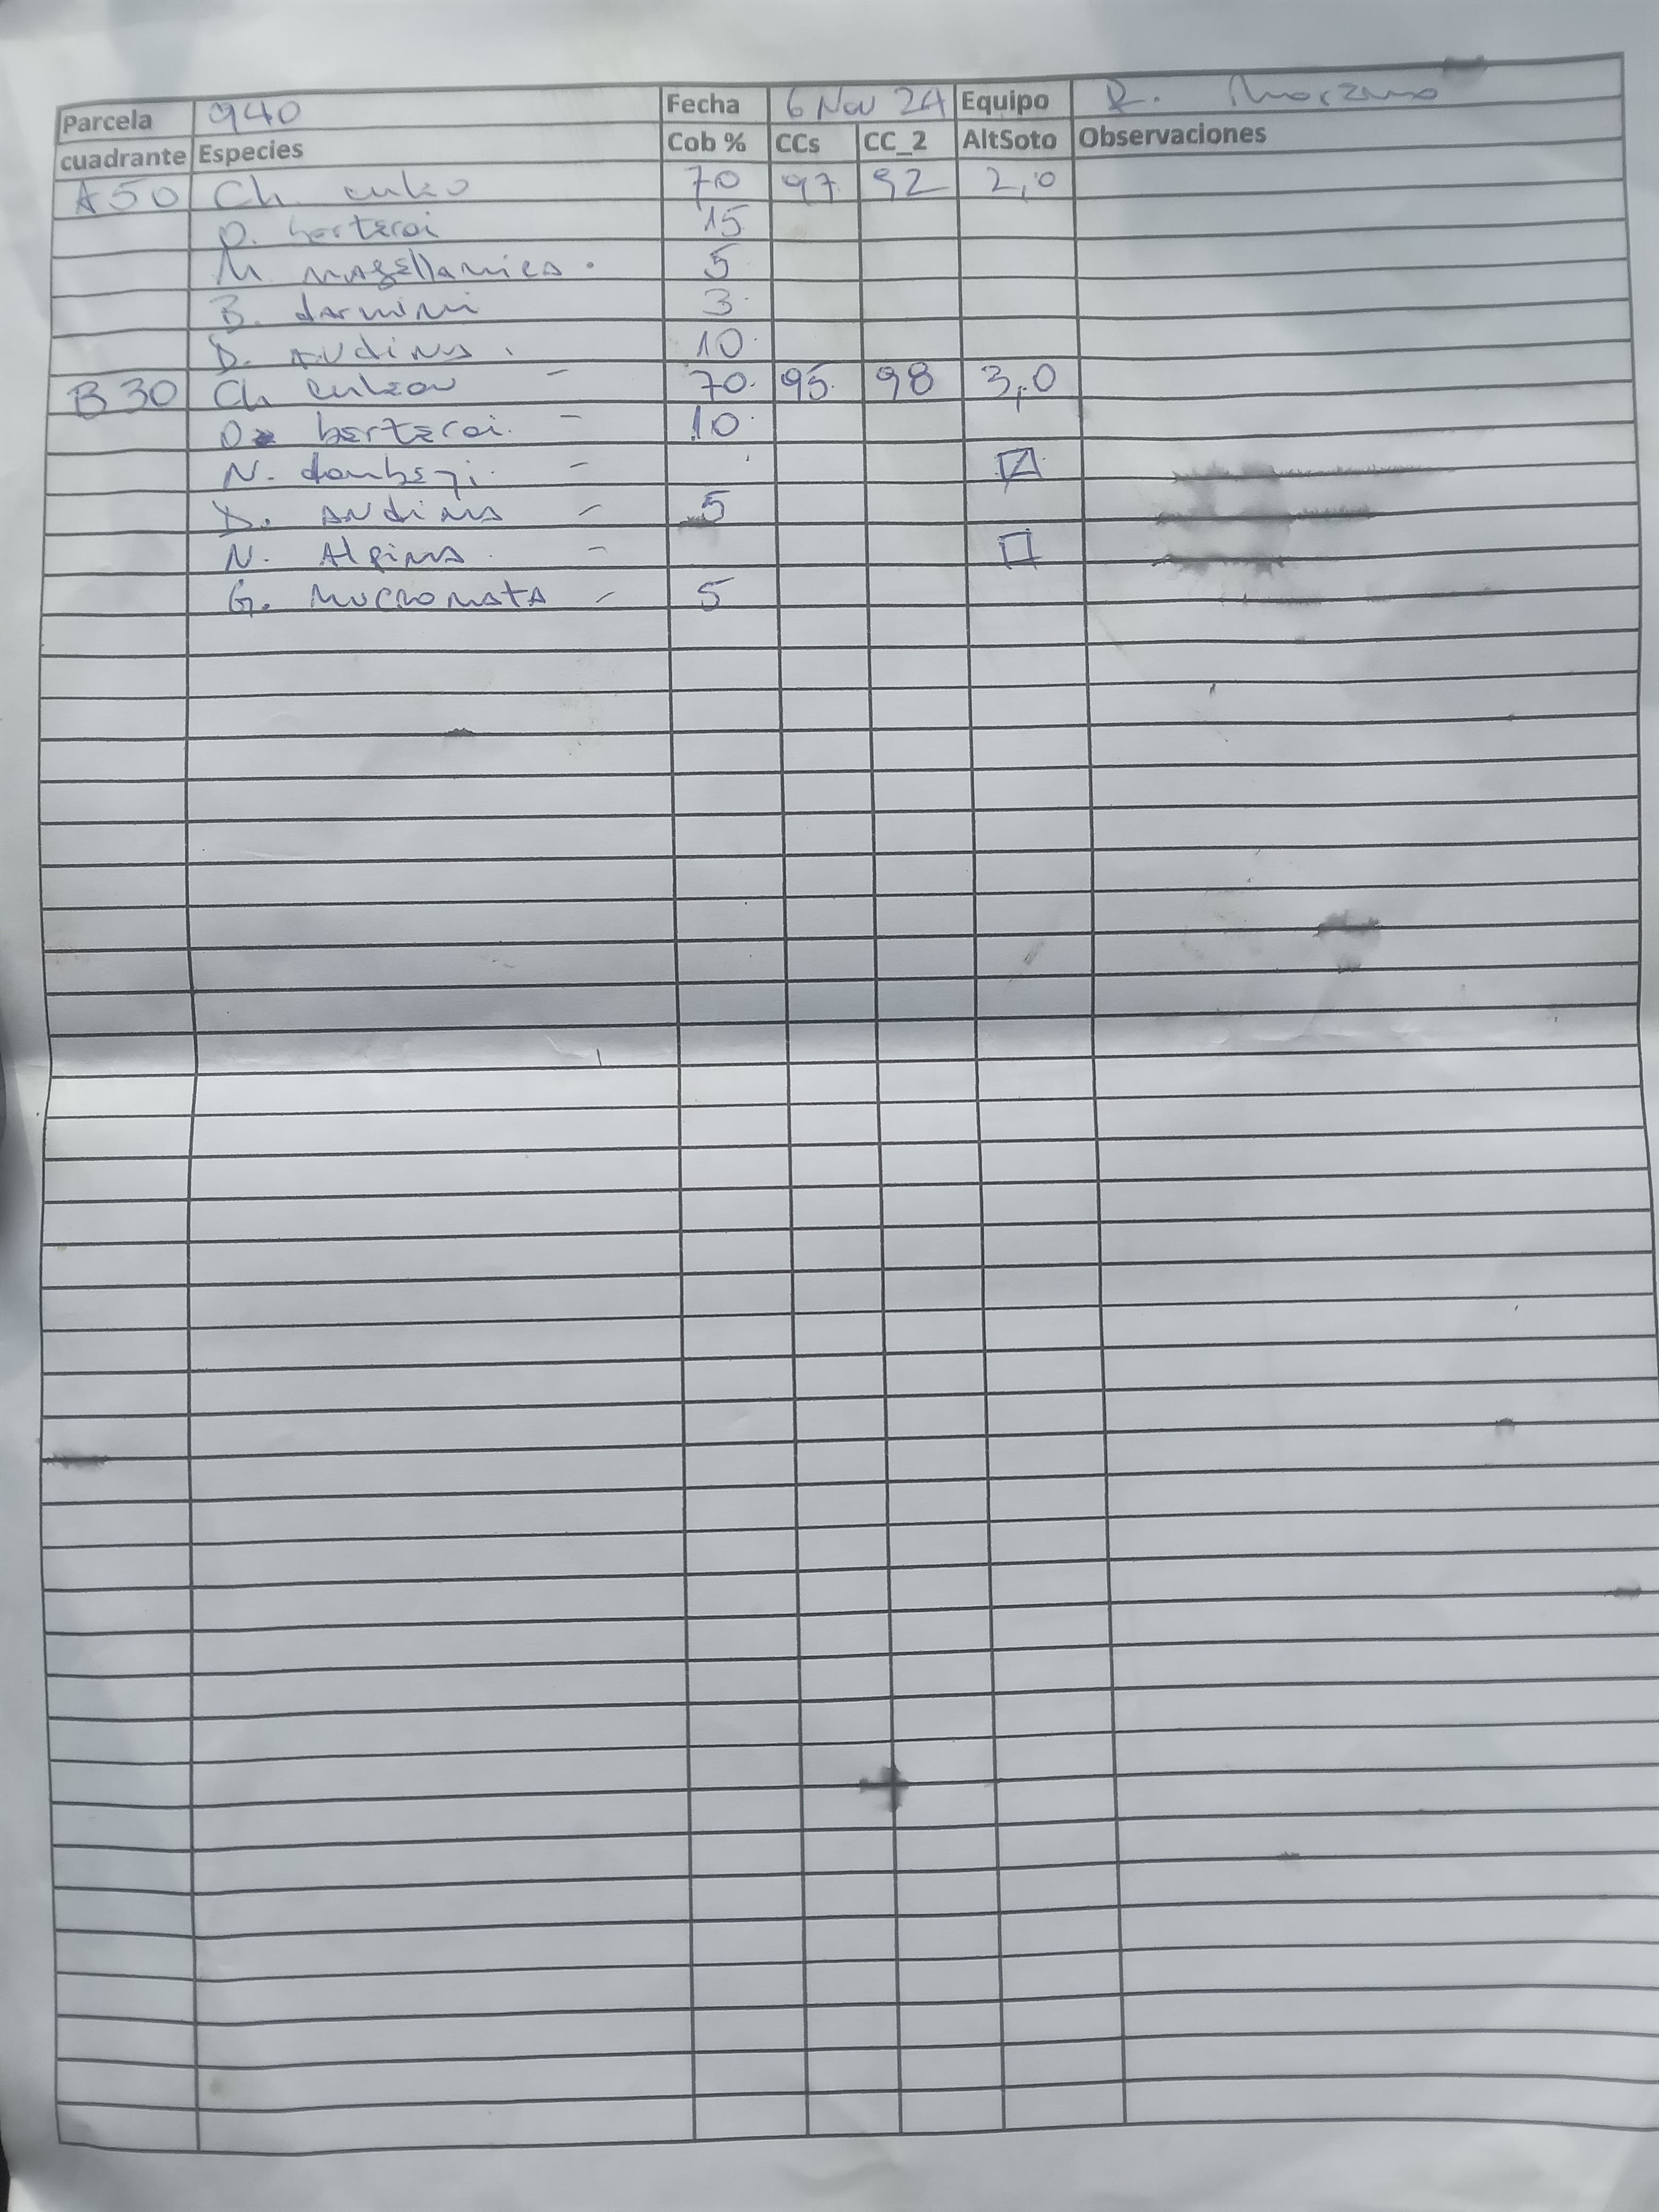 Parcela 940 Fecha 6 Nov 24 Equipo R.
cuadrante Especies Cob % CCs CC_2 AltSoto Observaciones
A50 Ch culeo 70 97 92 2,0
O. berteroi 15
M. magellanica. 5
B. darwini 3
D. Andina. 10
B30 Ch culeou - 70 95 98 3,0
O. berteroi. - 10
N. dombeyi. -
D. Andina - 5
N. Alpina -
G. Mucronata - 5